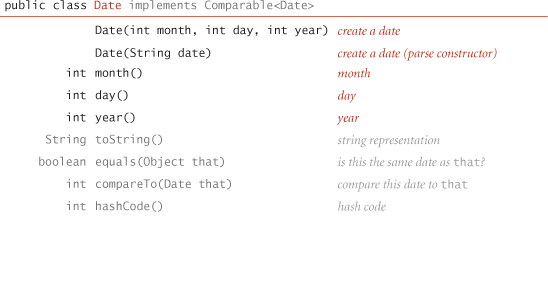 public class Date implements Comparable<Date>
Date(int month, int day, int year) create a date
Date(String date) create a date (parse constructor)
int month() month
int day() day
int year() year
String toString() string representation
boolean equals(Object that) is this the same date as that?
int compareTo(Date that) compare this date to that
int hashCode() hash code